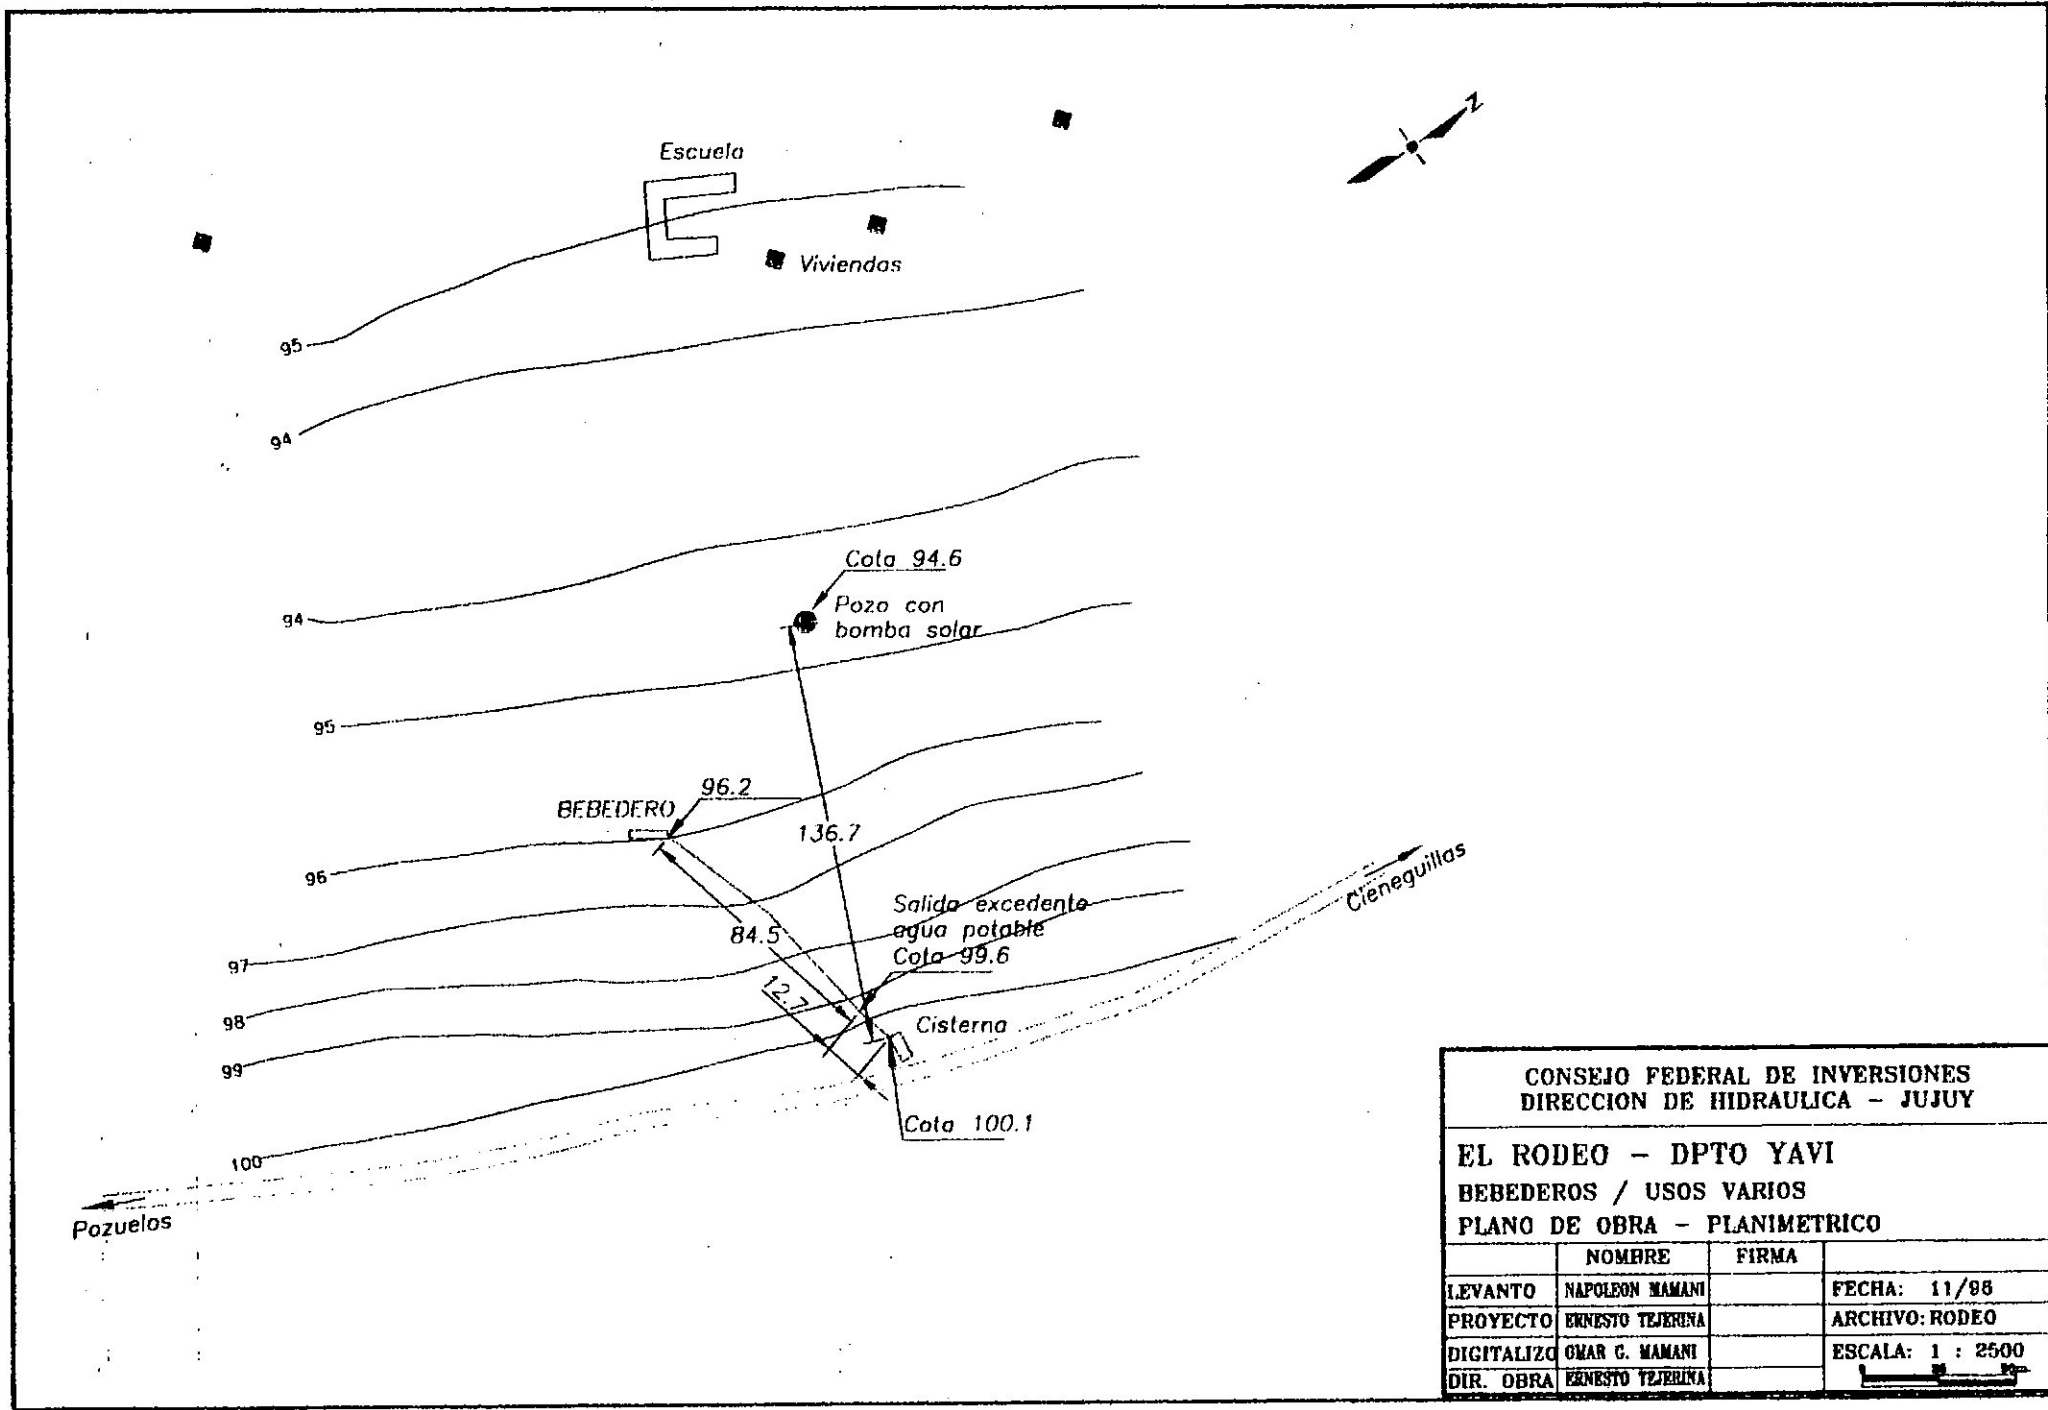 Z
Escuela
Viviendas
95
94
Cota 94.6
Pozo con
bomba solar
94
95
96.2
BEBEDERO
136.7
96
Cieneguillas
Salida excedente
agua potable
Cota 99.6
84.5
97
12.7
98
Cisterna
99
Cota 100.1
100
Pozuelos
CONSEJO FEDERAL DE INVERSIONES
DIRECCION DE HIDRAULICA - JUJUY
EL RODEO - DPTO YAVI
BEBEDEROS / USOS VARIOS
PLANO DE OBRA - PLANIMETRICO
NOMBRE FIRMA
LEVANTO NAPOLEON MAMANI FECHA:
PROYECTO ERNESTO TEJERINA ARCHIVO: RODEO
DIGITALIZO OMAR C. MAMANI ESCALA: 1 : 2500
DIR. OBRA ERNESTO TEJERINA